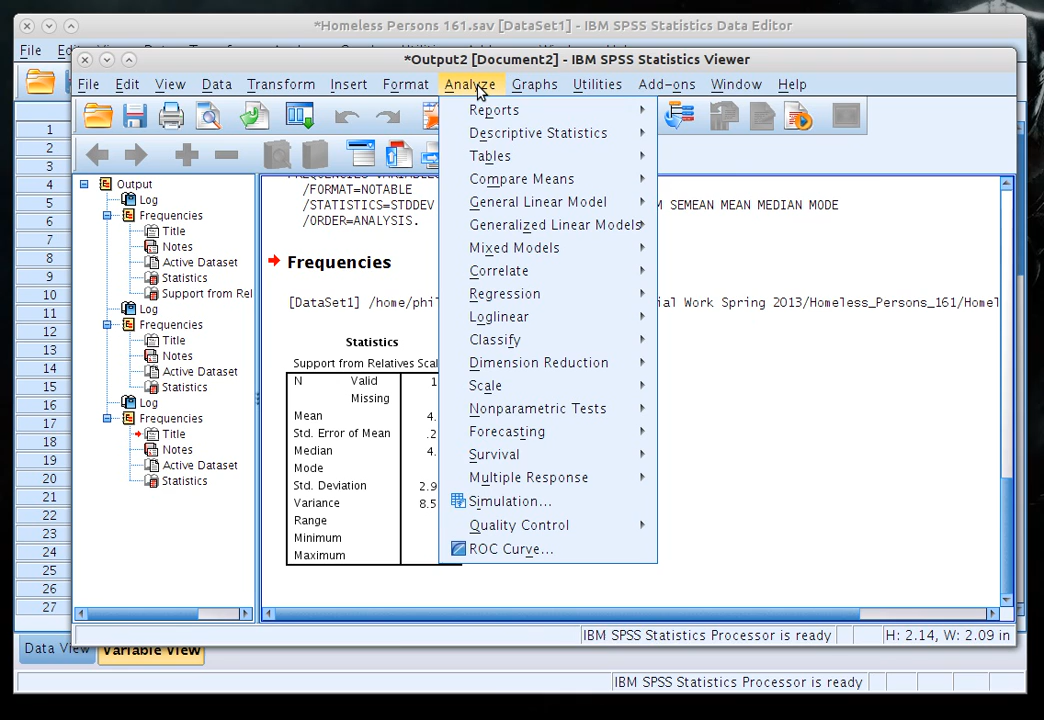 *Homeless Persons 161.sav [DataSet1] - IBM SPSS Statistics Data Editor
File
*Output2 [Document2] - IBM SPSS Statistics Viewer
File Edit View Data Transform Insert Format Analyze Graphs Utilities Add-ons Window Help
Reports
Descriptive Statistics
Tables
Compare Means
General Linear Model
Generalized Linear Models
Mixed Models
Correlate
Regression
Loglinear
Classify
Dimension Reduction
Scale
Nonparametric Tests
Forecasting
Survival
Multiple Response
Simulation...
Quality Control
ROC Curve...
1
2
3
4
5
6
7
8
9
10
11
12
13
14
15
16
17
18
19
20
21
22
23
24
25
26
27
Output
Log
Frequencies
Title
Notes
Active Dataset
Statistics
Support from Rel
Log
Frequencies
Title
Notes
Active Dataset
Statistics
Log
Frequencies
Title
Notes
Active Dataset
Statistics
/FORMAT=NOTABLE
/STATISTICS=STDDEV M SEMEAN MEAN MEDIAN MODE
/ORDER=ANALYSIS.
Frequencies
[DataSet1] /home/phil ial Work Spring 2013/Homeless_Persons_161/Homel
Statistics
Support from Relatives Scal
N Valid 1
Missing
Mean 4.
Std. Error of Mean .2
Median 4.
Mode
Std. Deviation 2.9
Variance 8.5
Range
Minimum
Maximum
IBM SPSS Statistics Processor is ready H: 2.14, W: 2.09 in
Data View Variable View
IBM SPSS Statistics Processor is ready